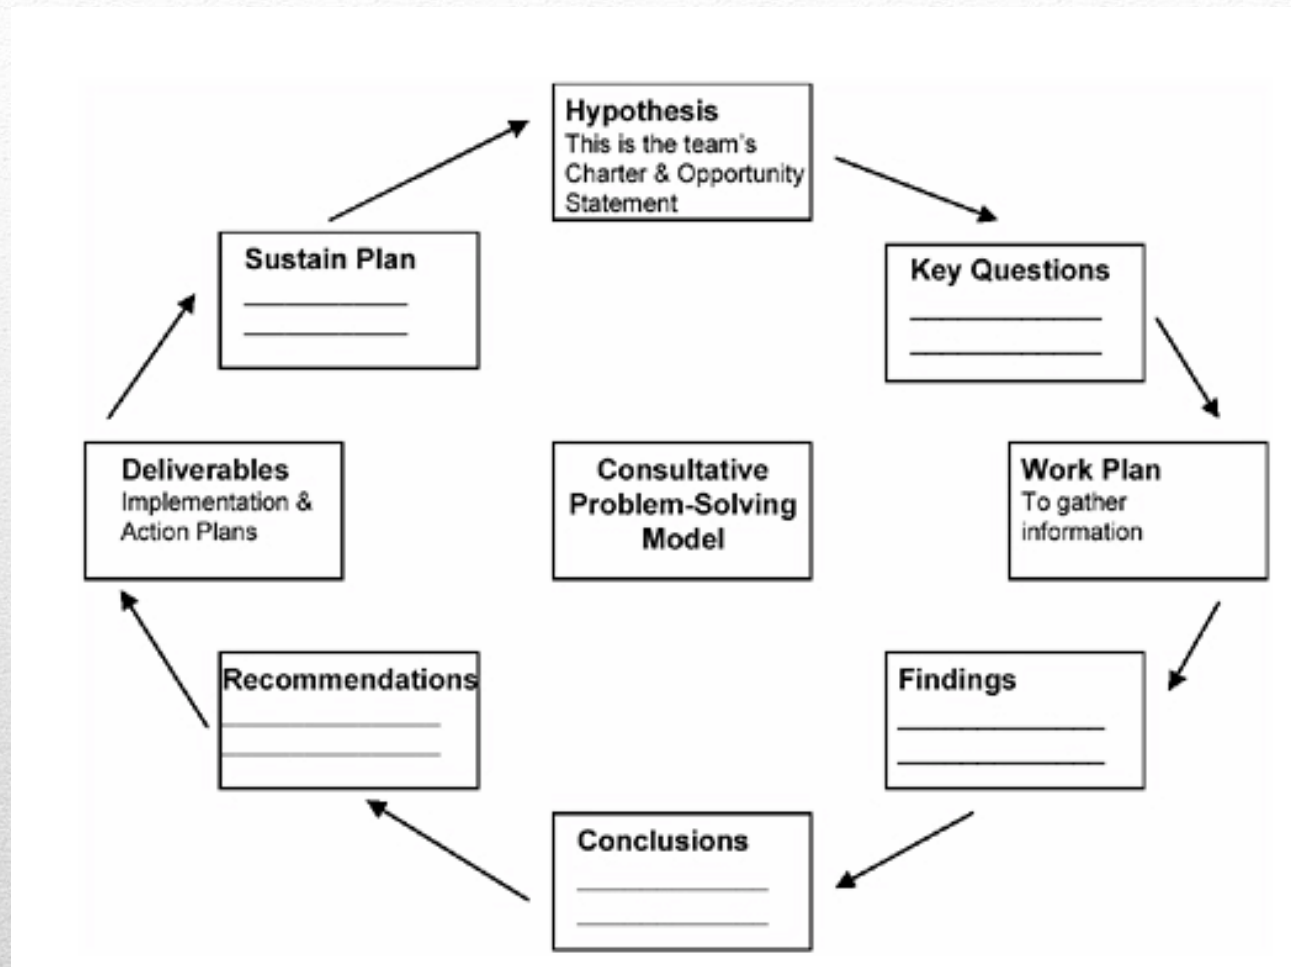 Hypothesis
This is the team's
Charter & Opportunity
Statement
Key Questions
Work Plan
To gather
information
Findings
Conclusions
Recommendations
Deliverables
Implementation &
Action Plans
Sustain Plan
Consultative
Problem-Solving
Model